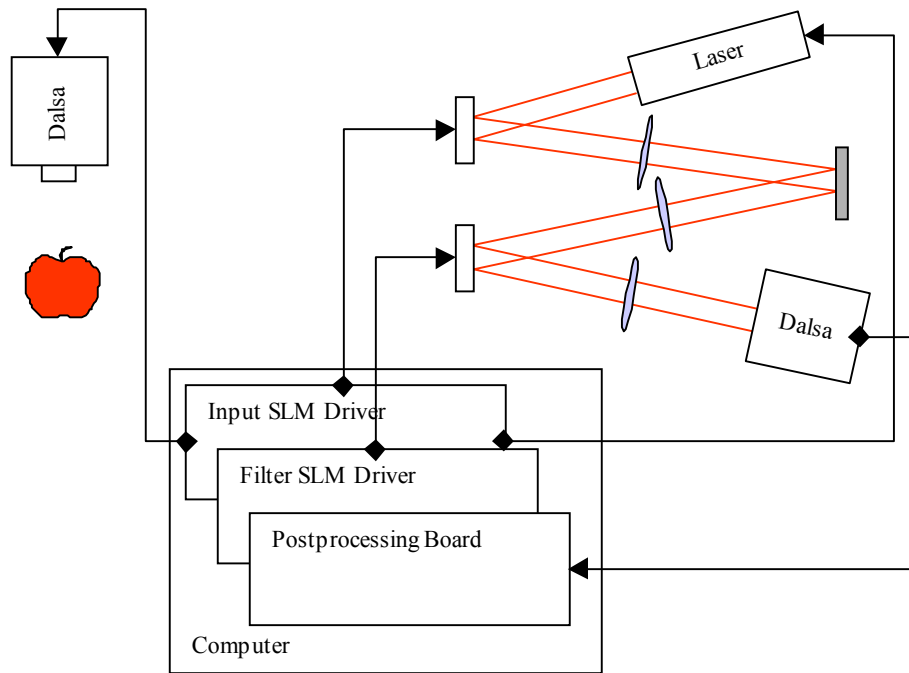 Laser
Dalsa
Dalsa
Input SLM Driver
Filter SLM Driver
Postprocessing Board
Computer